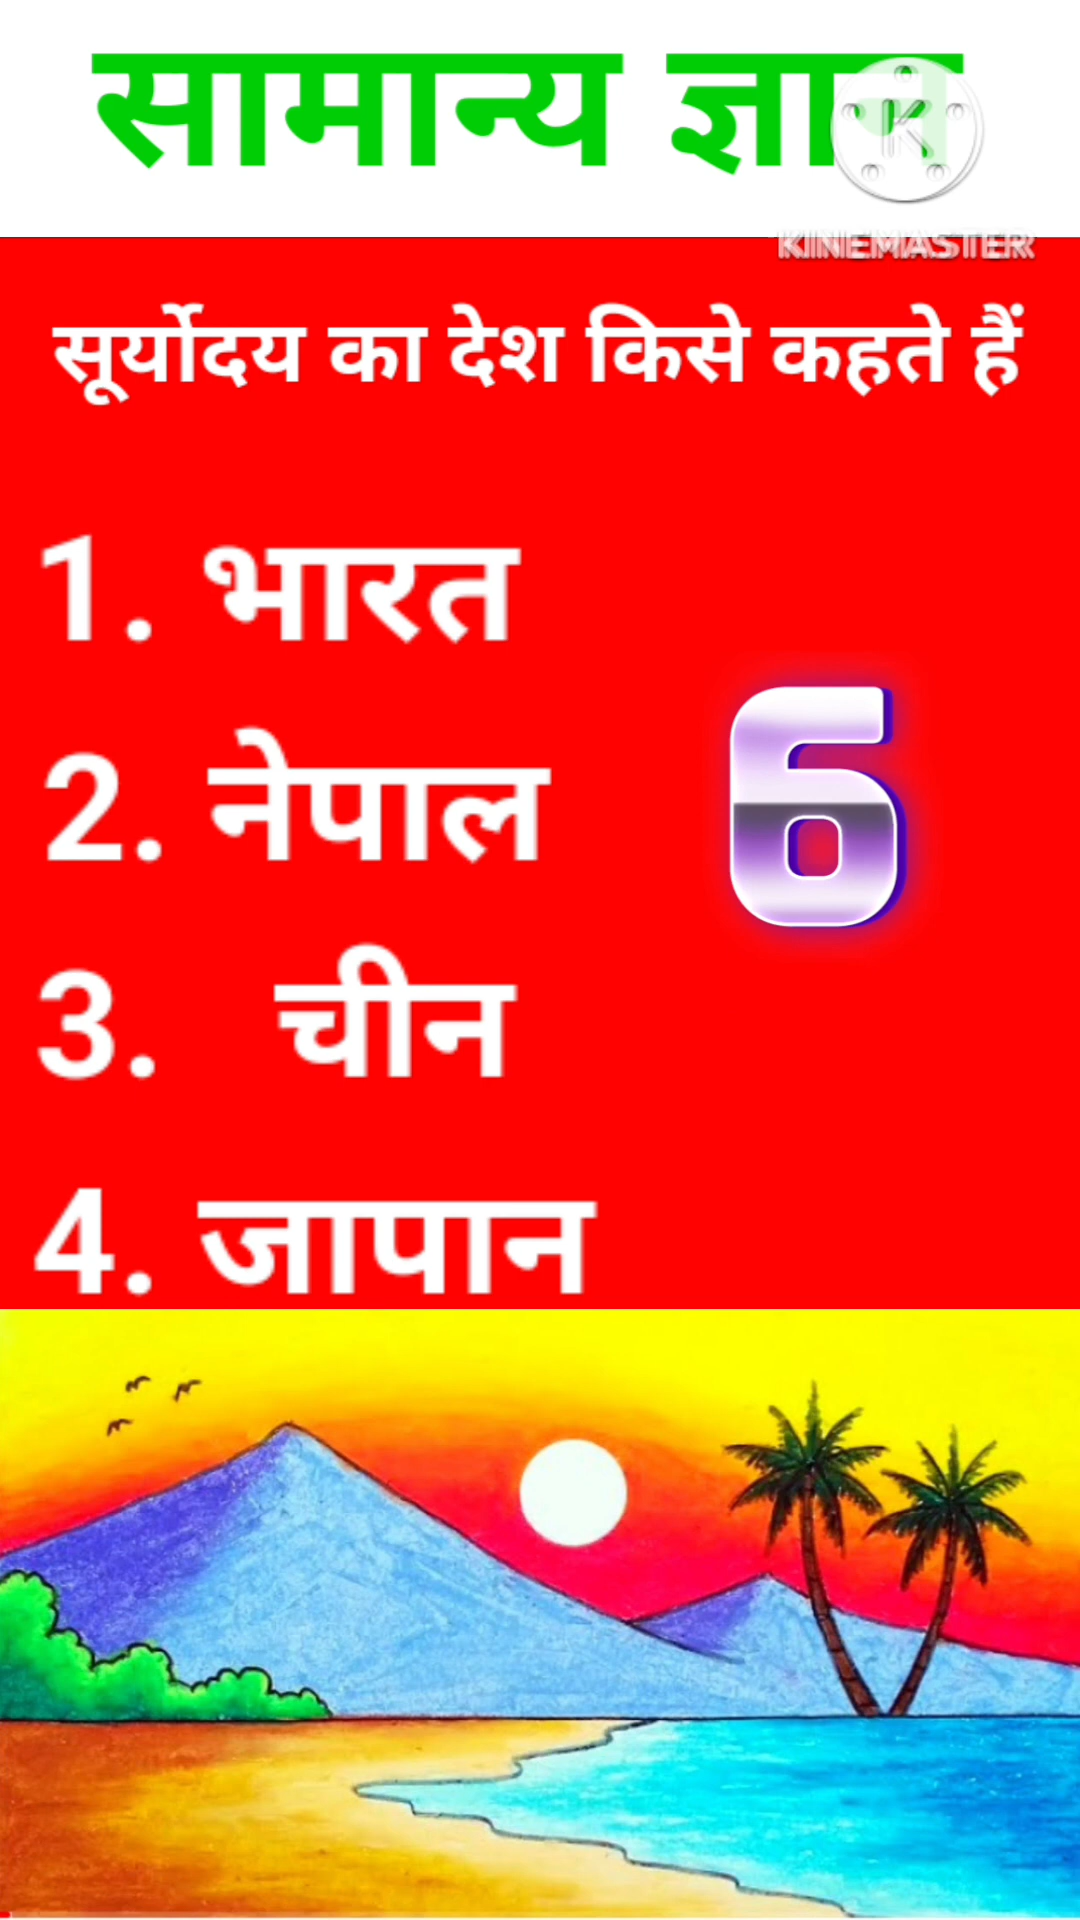 सामान्य ज्ञान
KINEMASTER
सूर्योदय का देश किसे कहते हैं
1. भारत
2. नेपाल
6
3. चीन
4. जापान